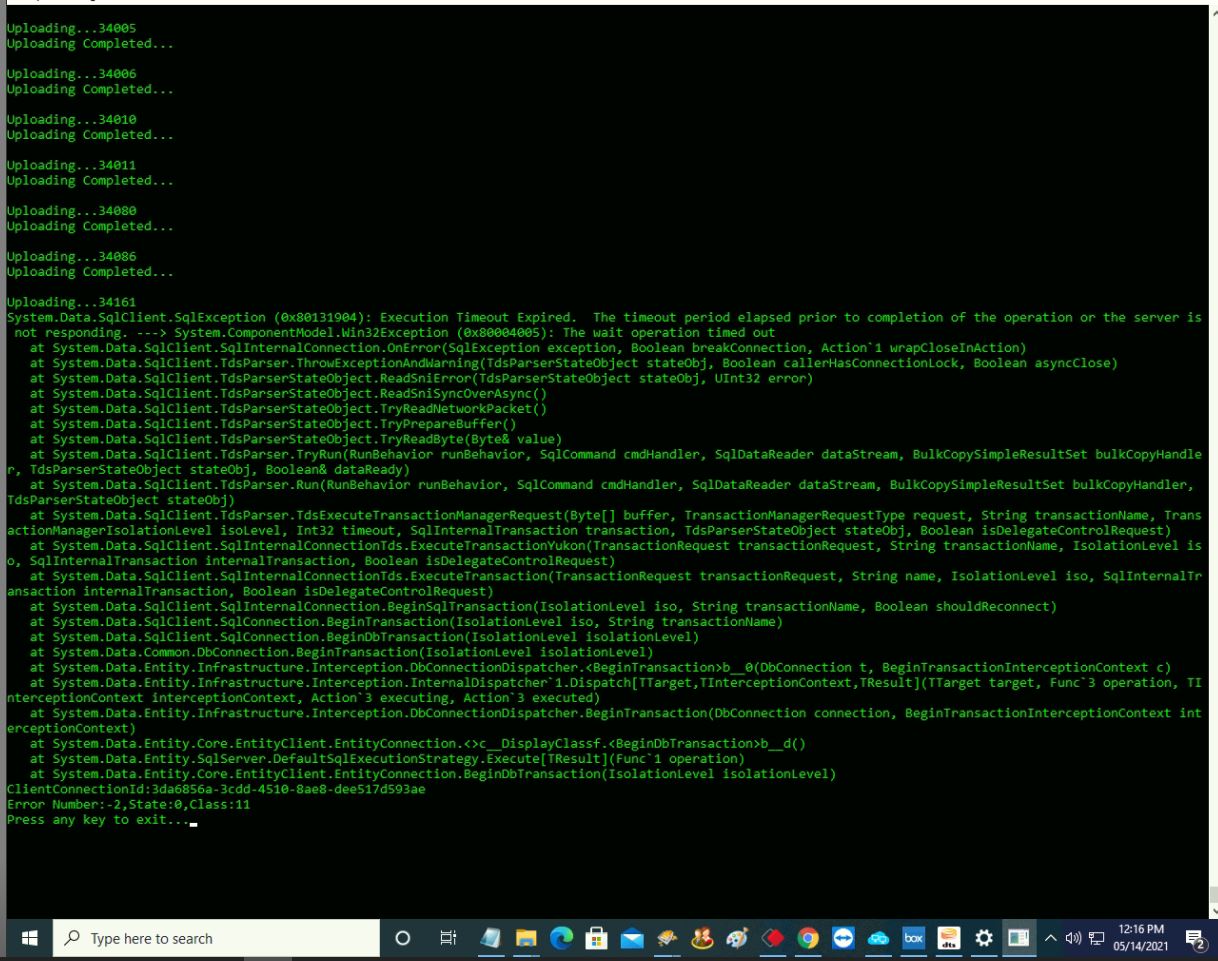 Uploading...34005
Uploading Completed...
Uploading...34006
Uploading Completed...
Uploading...34010
Uploading Completed...
Uploading...34011
Uploading Completed...
Uploading...34080
Uploading Completed...
Uploading...34086
Uploading Completed...
Uploading...34161
System.Data.SqlClient.SqlException (0x80131904): Execution Timeout Expired.  The timeout period elapsed prior to completion of the operation or the server is
 not responding. ---> System.ComponentModel.Win32Exception (0x80004005): The wait operation timed out
   at System.Data.SqlClient.SqlInternalConnection.OnError(SqlException exception, Boolean breakConnection, Action`1 wrapCloseInAction)
   at System.Data.SqlClient.TdsParser.ThrowExceptionAndWarning(TdsParserStateObject stateObj, Boolean callerHasConnectionLock, Boolean asyncClose)
   at System.Data.SqlClient.TdsParserStateObject.ReadSniError(TdsParserStateObject stateObj, UInt32 error)
   at System.Data.SqlClient.TdsParserStateObject.ReadSniSyncOverAsync()
   at System.Data.SqlClient.TdsParserStateObject.TryReadNetworkPacket()
   at System.Data.SqlClient.TdsParserStateObject.TryPrepareBuffer()
   at System.Data.SqlClient.TdsParserStateObject.TryReadByte(Byte& value)
   at System.Data.SqlClient.TdsParser.TryRun(RunBehavior runBehavior, SqlCommand cmdHandler, SqlDataReader dataStream, BulkCopySimpleResultSet bulkCopyHandle
r, TdsParserStateObject stateObj, Boolean& dataReady)
   at System.Data.SqlClient.TdsParser.Run(RunBehavior runBehavior, SqlCommand cmdHandler, SqlDataReader dataStream, BulkCopySimpleResultSet bulkCopyHandler,
TdsParserStateObject stateObj)
   at System.Data.SqlClient.TdsParser.TdsExecuteTransactionManagerRequest(Byte[] buffer, TransactionManagerRequestType request, String transactionName, Trans
actionManagerIsolationLevel isoLevel, Int32 timeout, SqlInternalTransaction transaction, TdsParserStateObject stateObj, Boolean isDelegateControlRequest)
   at System.Data.SqlClient.SqlInternalConnectionTds.ExecuteTransactionYukon(TransactionRequest transactionRequest, String transactionName, IsolationLevel is
o, SqlInternalTransaction internalTransaction, Boolean isDelegateControlRequest)
   at System.Data.SqlClient.SqlInternalConnectionTds.ExecuteTransaction(TransactionRequest transactionRequest, String name, IsolationLevel iso, SqlInternalTr
ansaction internalTransaction, Boolean isDelegateControlRequest)
   at System.Data.SqlClient.SqlInternalConnection.BeginSqlTransaction(IsolationLevel iso, String transactionName, Boolean shouldReconnect)
   at System.Data.SqlClient.SqlConnection.BeginTransaction(IsolationLevel iso, String transactionName)
   at System.Data.SqlClient.SqlConnection.BeginDbTransaction(IsolationLevel isolationLevel)
   at System.Data.Common.DbConnection.BeginTransaction(IsolationLevel isolationLevel)
   at System.Data.Entity.Infrastructure.Interception.DbConnectionDispatcher.<BeginTransaction>b__0(DbConnection t, BeginTransactionInterceptionContext c)
   at System.Data.Entity.Infrastructure.Interception.InternalDispatcher`1.Dispatch[TTarget,TInterceptionContext,TResult](TTarget target, Func`3 operation, TI
nterceptionContext interceptionContext, Action`3 executing, Action`3 executed)
   at System.Data.Entity.Infrastructure.Interception.DbConnectionDispatcher.BeginTransaction(DbConnection connection, BeginTransactionInterceptionContext int
erceptionContext)
   at System.Data.Entity.Core.EntityClient.EntityConnection.<>c__DisplayClassf.<BeginDbTransaction>b__d()
   at System.Data.Entity.SqlServer.DefaultSqlExecutionStrategy.Execute[TResult](Func`1 operation)
   at System.Data.Entity.Core.EntityClient.EntityConnection.BeginDbTransaction(IsolationLevel isolationLevel)
ClientConnectionId:3da6856a-3cdd-4510-8ae8-dee517d593ae
Error Number:-2,State:0,Class:11
Press any key to exit...
Type here to search
box
dts
12:16 PM
05/14/2021
2